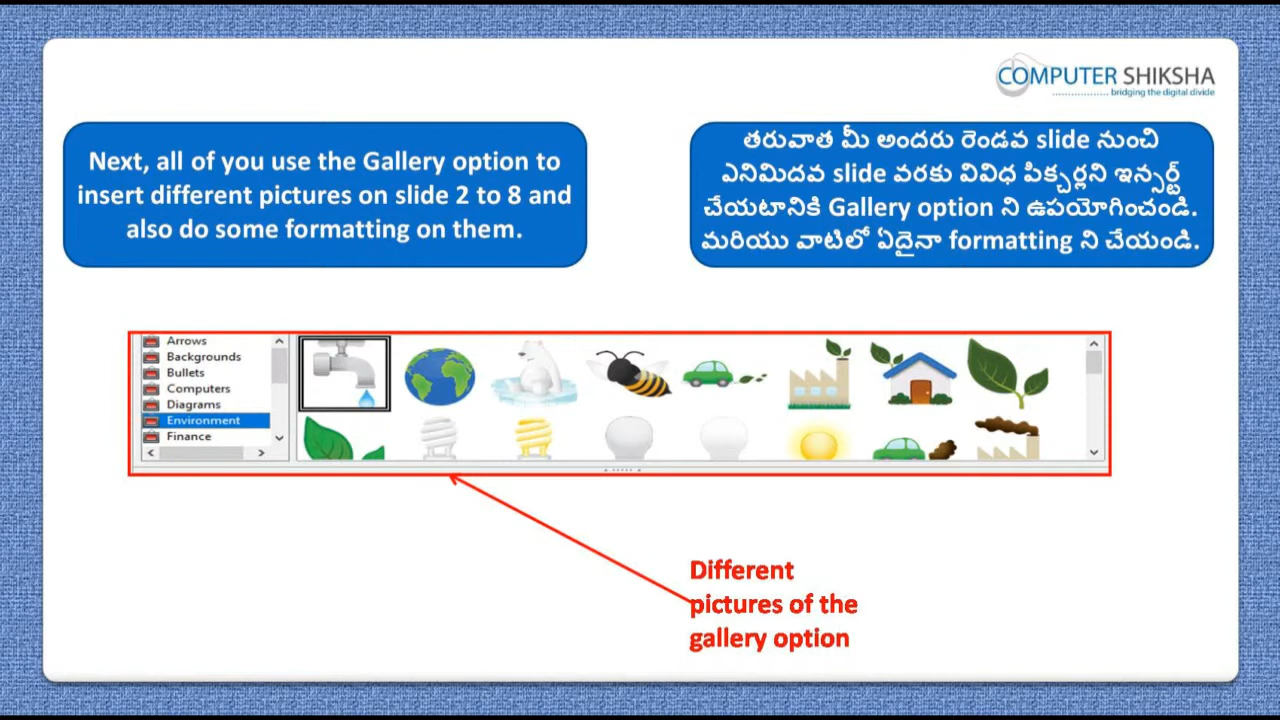 COMPUTER SHIKSHA
bridging the digital divide
Next, all of you use the Gallery option to
insert different pictures on slide 2 to 8 and
also do some formatting on them.
తరువాత మీ అందరు రెండవ slide నుంచి
ఎనిమిదవ slide వరకు వివిధ పిక్చర్లని ఇన్సర్ట్
చేయటానికి Gallery option ని ఉపయోగించండి.
మరియు వాటిలో ఏదైనా formatting ని చేయండి.
Arrows
Backgrounds
Bullets
Computers
Diagrams
Environment
Finance
Different
pictures of the
gallery option